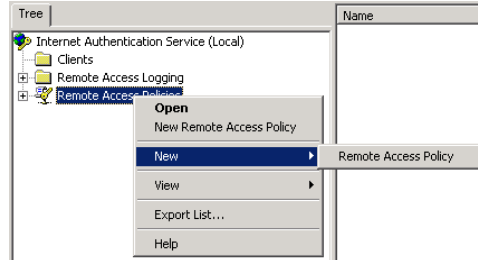 Tree
Name
Internet Authentication Service (Local)
Clients
Remote Access Logging
Remote Access Policies
Open
New Remote Access Policy
New
Remote Access Policy
View
Export List...
Help